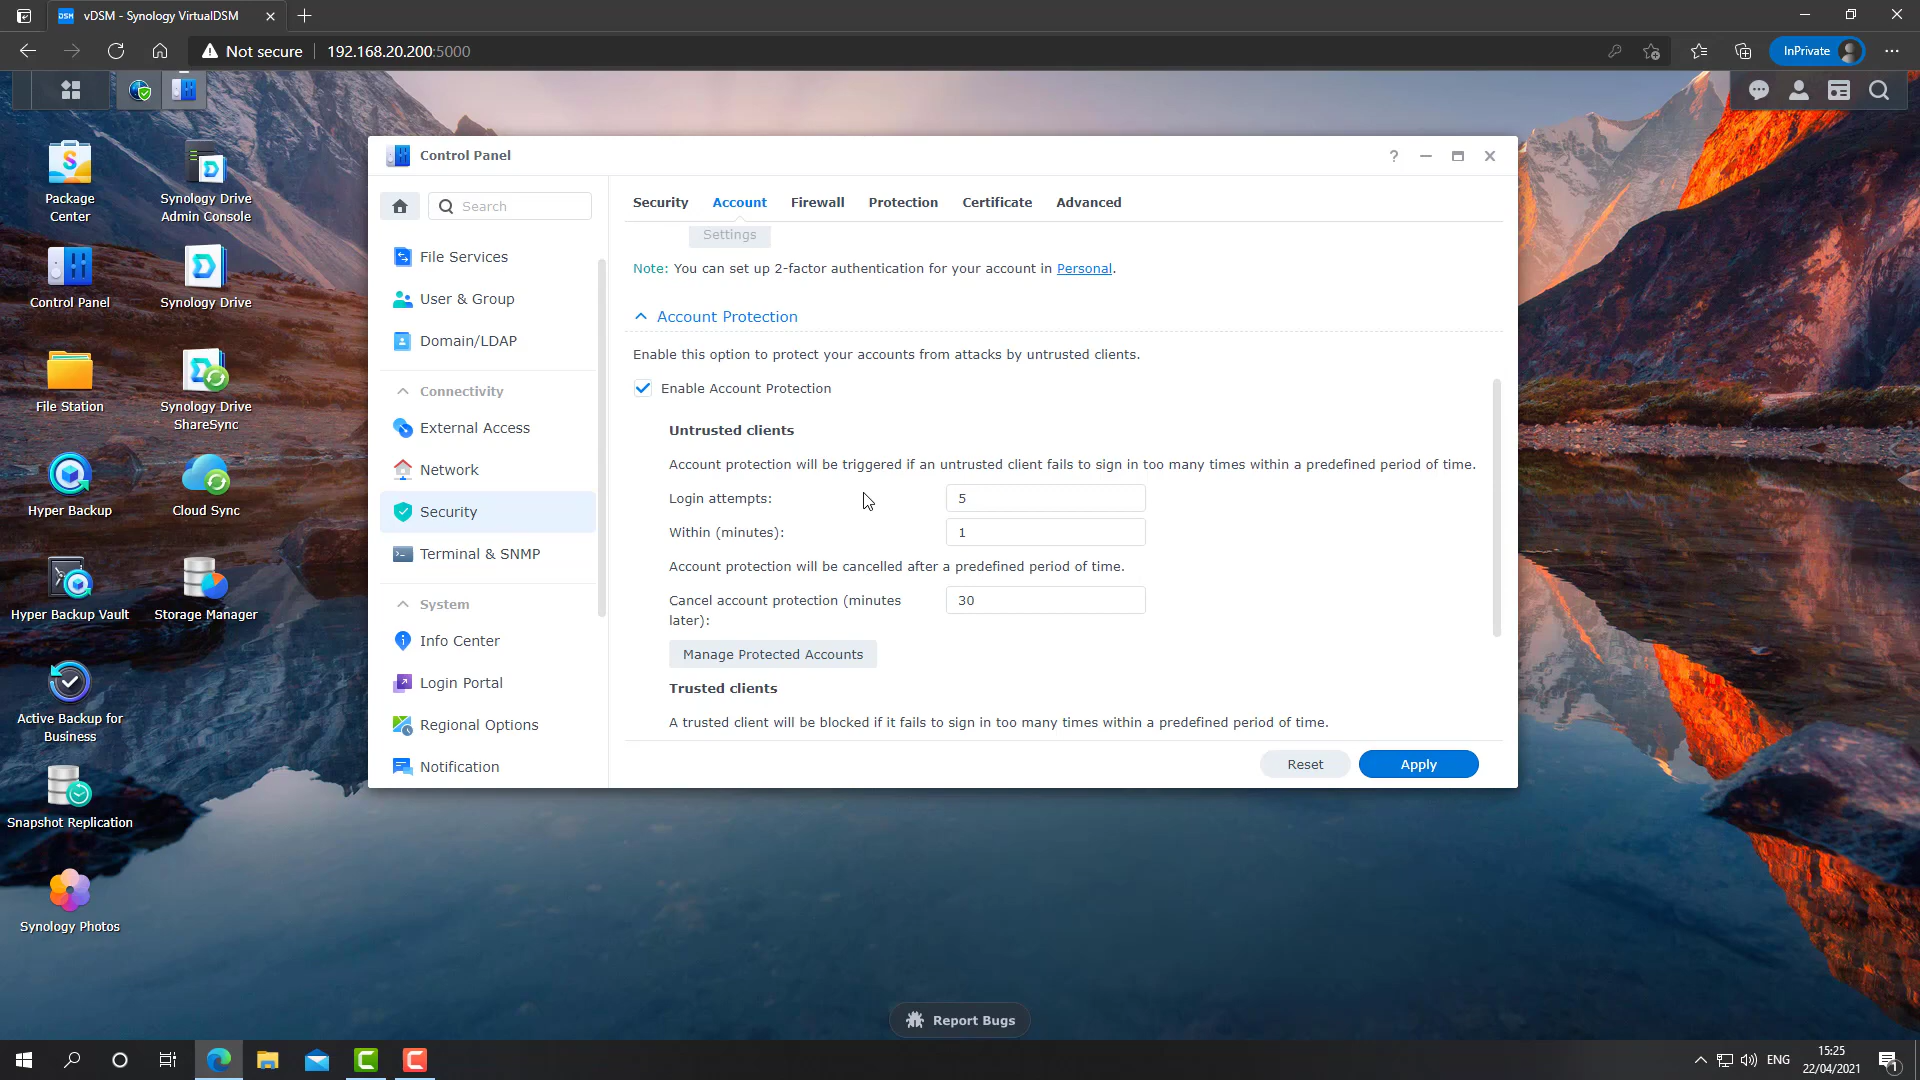 vDSM - Synology VirtualDSM
Not secure
192.168.20.200:5000
InPrivate
Package
Center
Synology Drive
Admin Console
Control Panel
Synology Drive
File Station
Synology Drive
ShareSync
Hyper Backup
Cloud Sync
Hyper Backup Vault
Storage Manager
Active Backup for
Business
Snapshot Replication
Synology Photos
Control Panel
?
Search
File Services
User & Group
Domain/LDAP
Connectivity
External Access
Network
Security
Terminal & SNMP
System
Info Center
Login Portal
Regional Options
Notification
Security
Account
Firewall
Protection
Certificate
Advanced
Settings
Note: You can set up 2-factor authentication for your account in Personal.
Account Protection
Enable this option to protect your accounts from attacks by untrusted clients.
Enable Account Protection
Untrusted clients
Account protection will be triggered if an untrusted client fails to sign in too many times within a predefined period of time.
Login attempts: 5
Within (minutes): 1
Account protection will be cancelled after a predefined period of time.
Cancel account protection (minutes
later): 30
Manage Protected Accounts
Trusted clients
A trusted client will be blocked if it fails to sign in too many times within a predefined period of time.
Reset
Apply
Report Bugs
ENG
15:25
22/04/2021
1